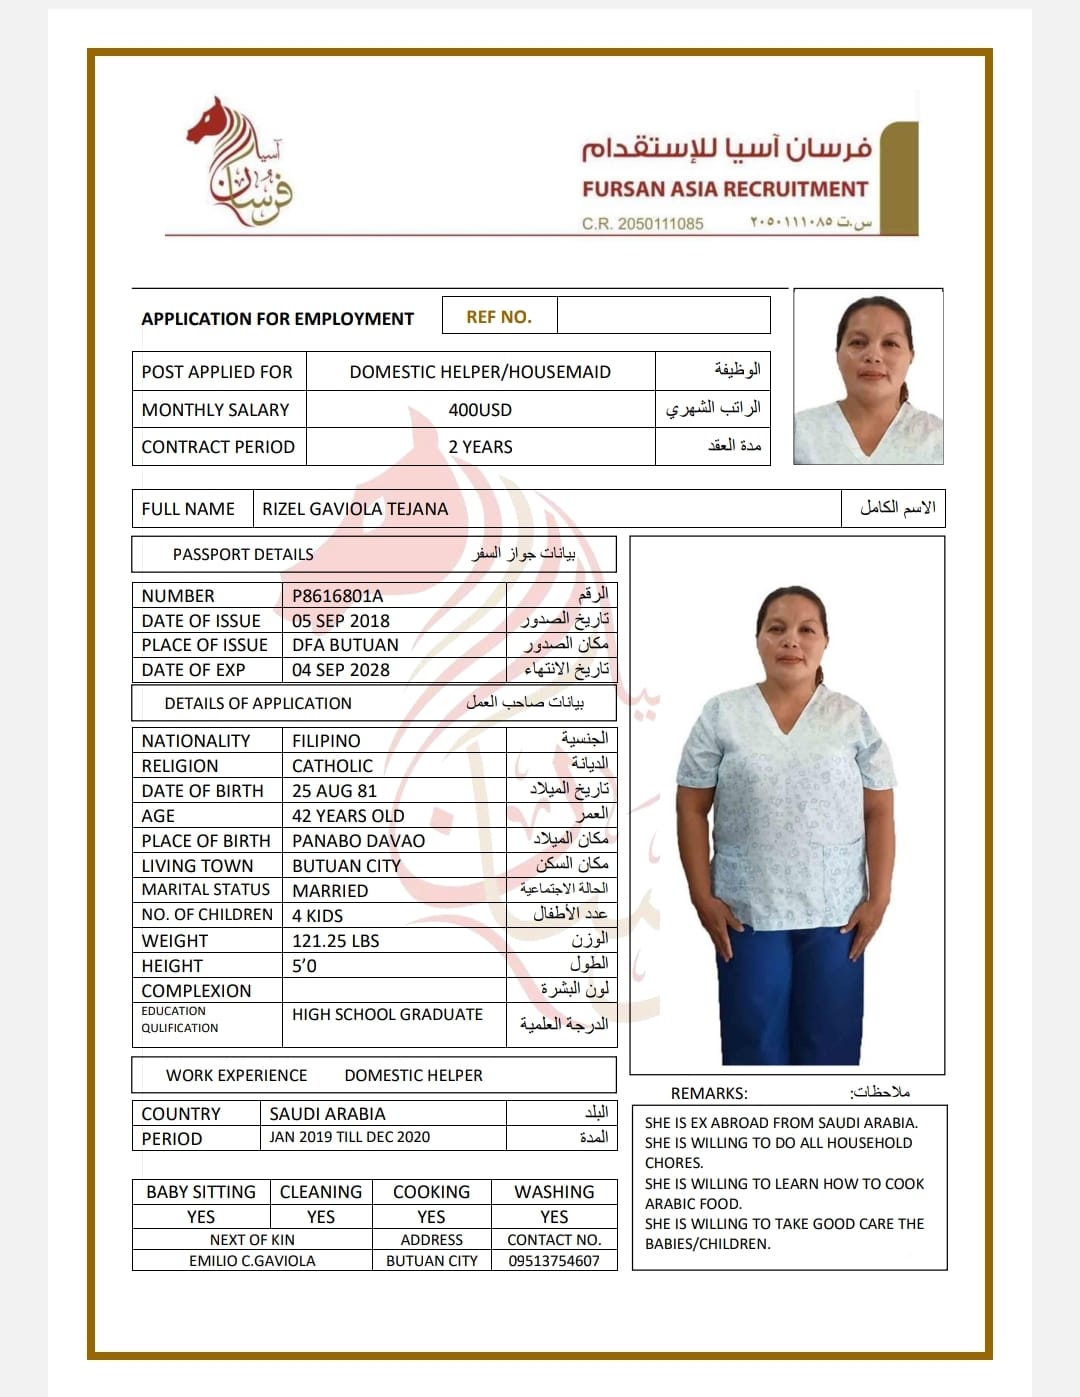 آسيا
فرسان
فرسان آسيا للإستقدام
FURSAN ASIA RECRUITMENT
C.R. 2050111085 س.ت ٢٠٥٠١١١٠٨٥
APPLICATION FOR EMPLOYMENT REF NO.
POST APPLIED FOR DOMESTIC HELPER/HOUSEMAID الوظيفة
MONTHLY SALARY 400USD الراتب الشهري
CONTRACT PERIOD 2 YEARS مدة العقد
FULL NAME RIZEL GAVIOLA TEJANA الاسم الكامل
PASSPORT DETAILS بيانات جواز السفر
NUMBER P8616801A الرقم
DATE OF ISSUE 05 SEP 2018 تاريخ الصدور
PLACE OF ISSUE DFA BUTUAN مكان الصدور
DATE OF EXP 04 SEP 2028 تاريخ الانتهاء
DETAILS OF APPLICATION بيانات صاحب العمل
NATIONALITY FILIPINO الجنسية
RELIGION CATHOLIC الديانة
DATE OF BIRTH 25 AUG 81 تاريخ الميلاد
AGE 42 YEARS OLD العمر
PLACE OF BIRTH PANABO DAVAO مكان الميلاد
LIVING TOWN BUTUAN CITY مكان السكن
MARITAL STATUS MARRIED الحالة الاجتماعية
NO. OF CHILDREN 4 KIDS عدد الأطفال
WEIGHT 121.25 LBS الوزن
HEIGHT 5’0 الطول
COMPLEXION لون البشرة
EDUCATION
QULIFICATION HIGH SCHOOL GRADUATE الدرجة العلمية
WORK EXPERIENCE DOMESTIC HELPER
COUNTRY SAUDI ARABIA البلد
PERIOD JAN 2019 TILL DEC 2020 المدة
BABY SITTING CLEANING COOKING WASHING
YES YES YES YES
NEXT OF KIN ADDRESS CONTACT NO.
EMILIO C.GAVIOLA BUTUAN CITY 09513754607
REMARKS: ملاحظات:
SHE IS EX ABROAD FROM SAUDI ARABIA.
SHE IS WILLING TO DO ALL HOUSEHOLD
CHORES.
SHE IS WILLING TO LEARN HOW TO COOK
ARABIC FOOD.
SHE IS WILLING TO TAKE GOOD CARE THE
BABIES/CHILDREN.